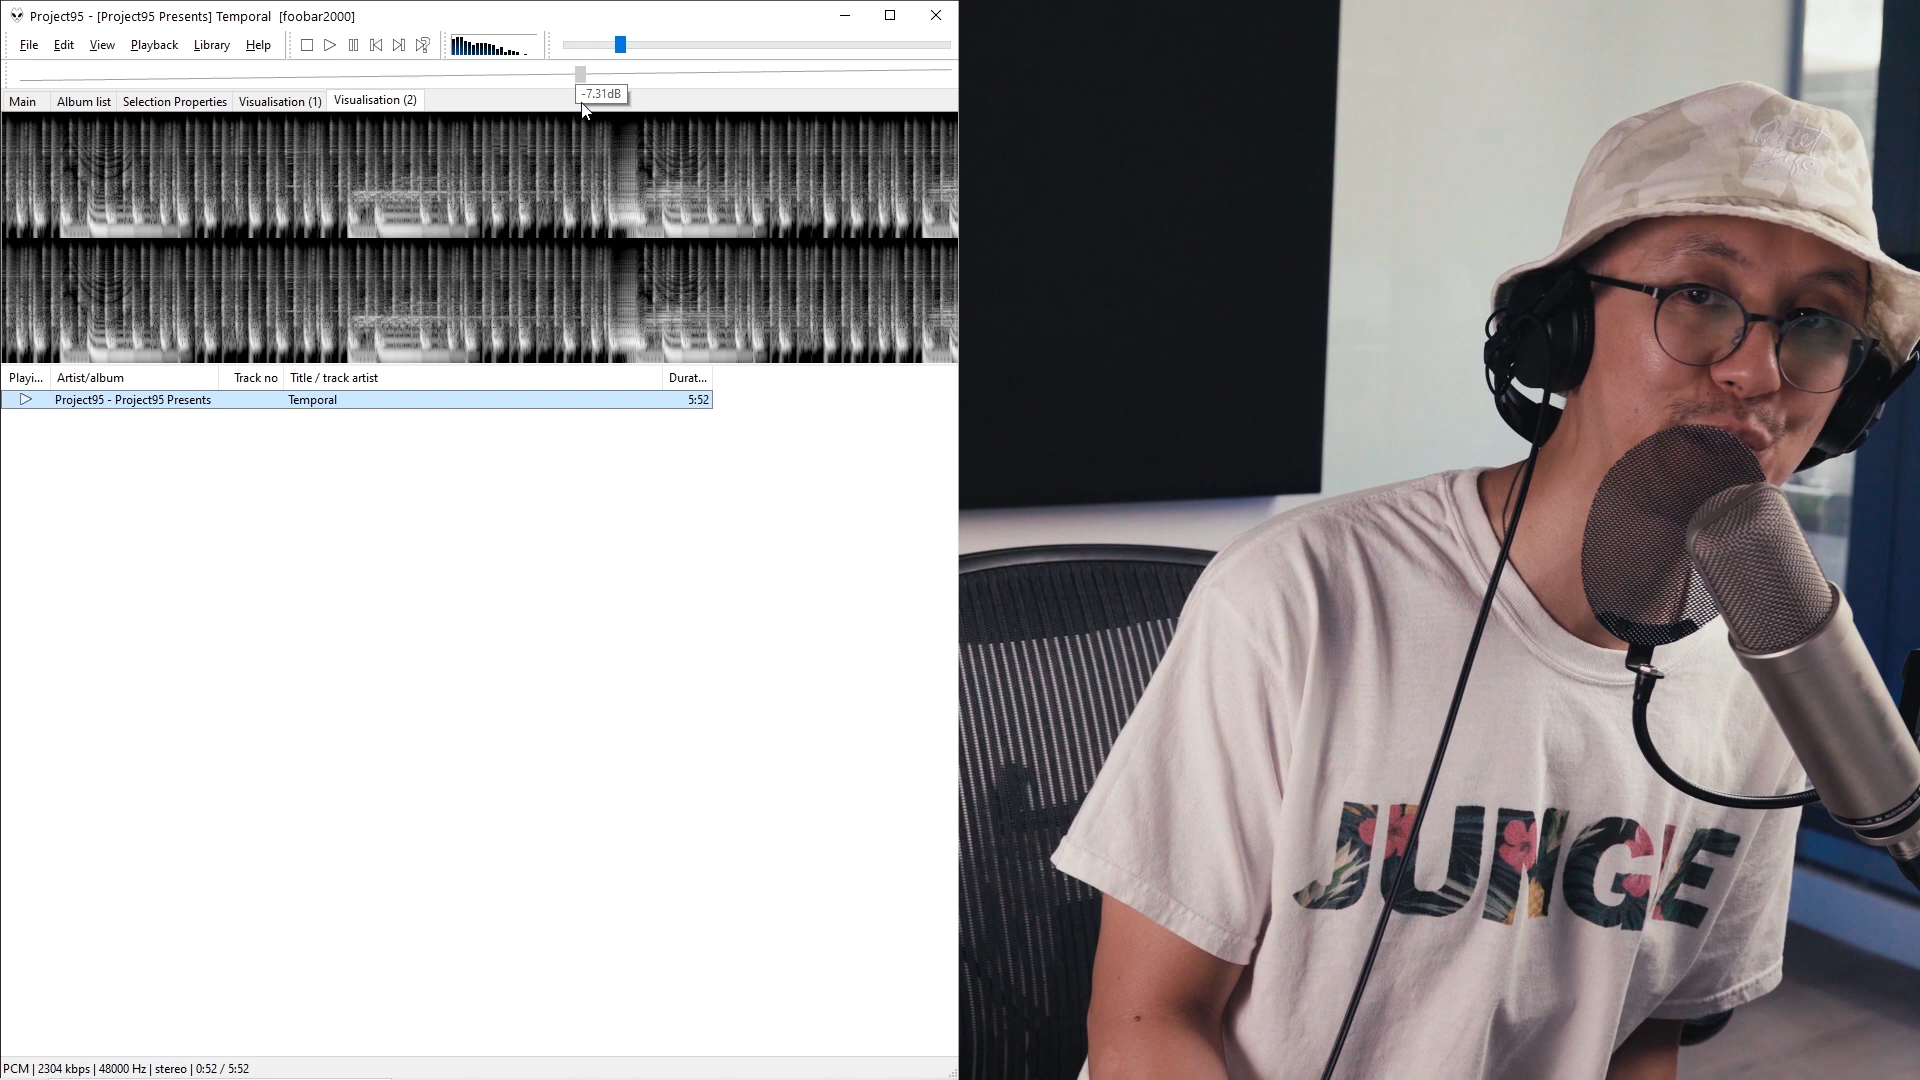 Project95 - [Project95 Presents] Temporal [foobar2000]
File Edit View Playback Library Help
-7.31dB
Main Album list Selection Properties Visualisation (1) Visualisation (2)
Playi... Artist/album Track no Title / track artist Durat...
Project95 - Project95 Presents Temporal 5:52
PCM | 2304 kbps | 48000 Hz | stereo | 0:52 / 5:52
JUNGLE